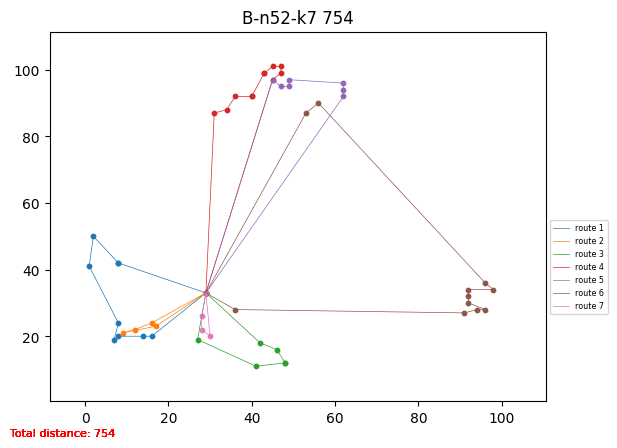 B-n52-k7 754
100
80
60
40
20
0
20
40
60
80
100
route 1
route 2
route 3
route 4
route 5
route 6
route 7
Total distance: 754